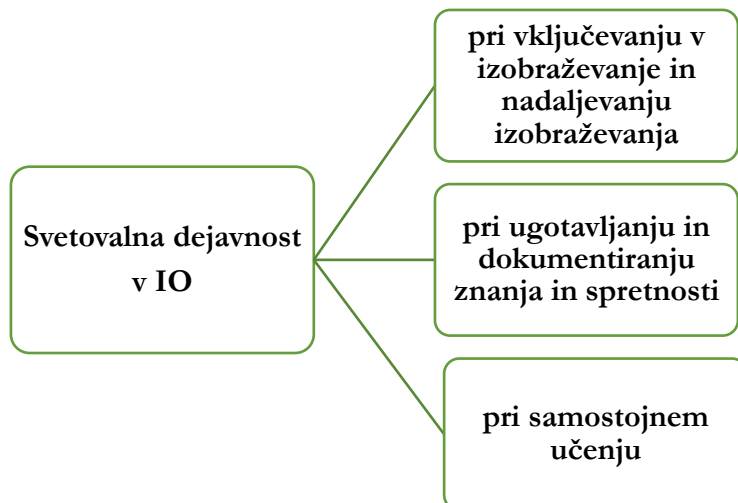 Svetovalna dejavnost
v IO
pri vključevanju v
izobraževanje in
nadaljevanju
izobraževanja
pri ugotavljanju in
dokumentiranju
znanja in spretnosti
pri samostojnem
učenju